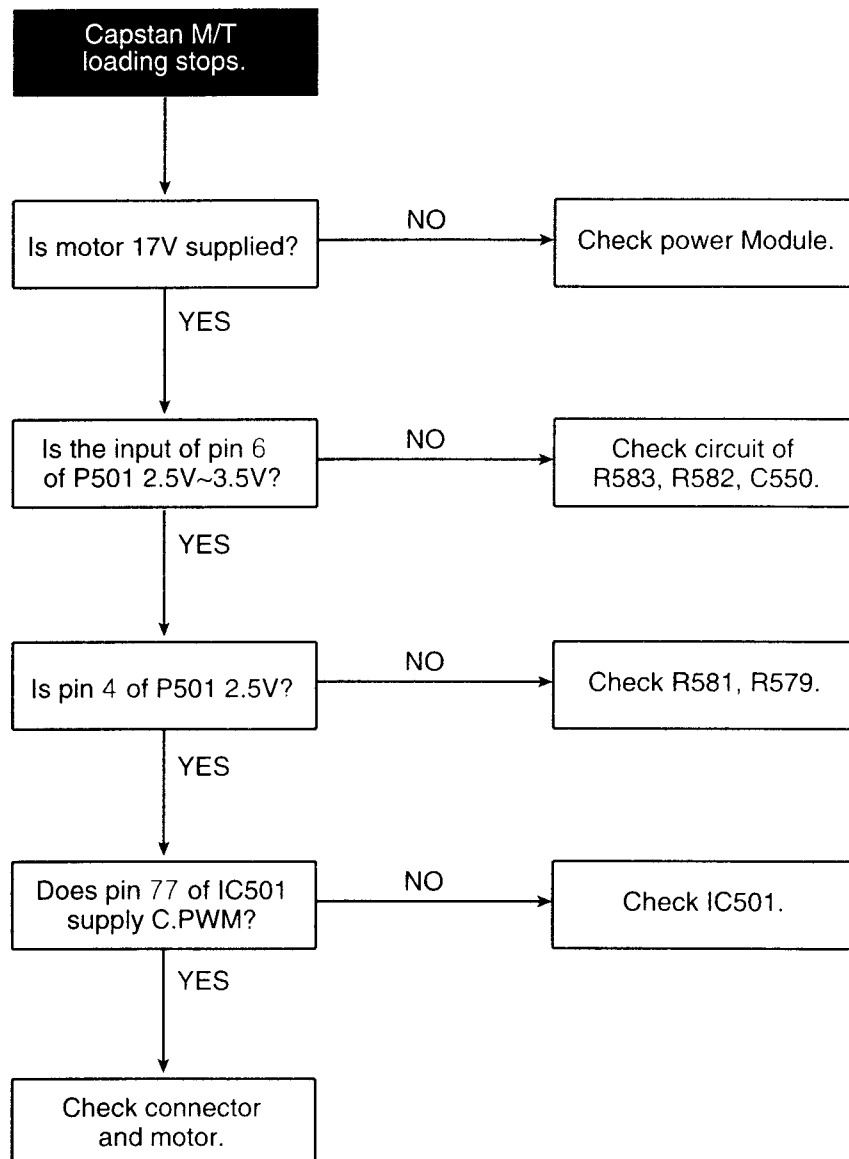 Capstan M/T
loading stops.
Is motor 17V supplied?
NO
Check power Module.
YES
Is the input of pin 6
of P501 2.5V~3.5V?
NO
Check circuit of
R583, R582, C550.
YES
Is pin 4 of P501 2.5V?
NO
Check R581, R579.
YES
Does pin 77 of IC501
supply C.PWM?
NO
Check IC501.
YES
Check connector
and motor.